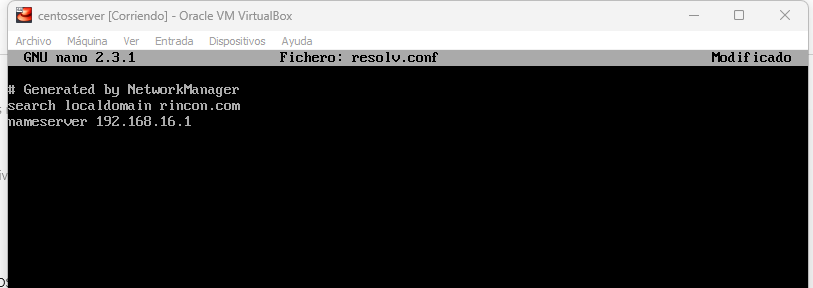 centosserver [Corriendo] - Oracle VM VirtualBox
Archivo Máquina Ver Entrada Dispositivos Ayuda
GNU nano 2.3.1 Fichero: resolv.conf Modificado
# Generated by NetworkManager
search localdomain rincon.com
nameserver 192.168.16.1